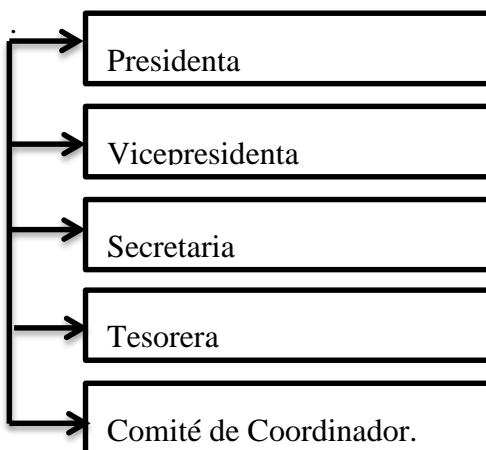 Presidenta
Vicepresidenta
Secretaria
Tesorera
Comité de Coordinador.